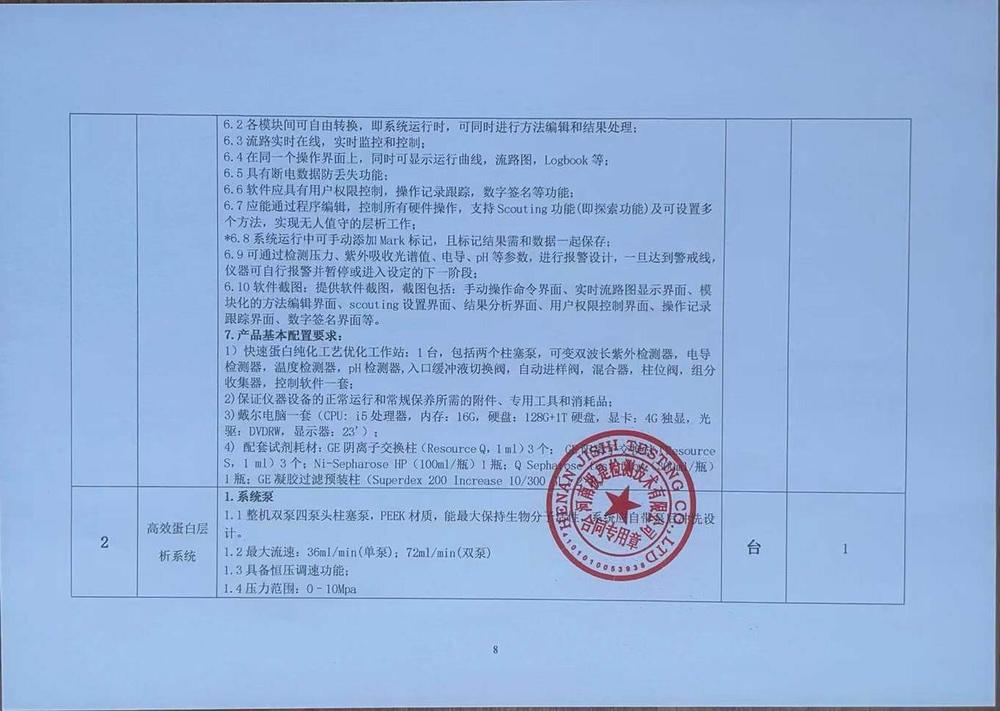 6.2 各模块间可自由转换，即系统运行时，可同时进行方法编辑和结果处理；
6.3 流路实时在线，实时监控和控制；
6.4 在同一个操作界面上，同时可显示运行曲线，流路图，Logbook 等；
6.5 具有断电数据防丢失功能；
6.6 软件应具有用户权限控制，操作记录跟踪，数字签名等功能；
6.7 应能通过程序编辑，控制所有硬件操作，支持 Scouting 功能(即探索功能)及可设置多
个方法，实现无人值守的层析工作；
*6.8 系统运行中可手动添加 Mark 标记，且标记结果需和数据一起保存；
6.9 可通过检测压力、紫外吸收光谱值、电导、pH 等参数，进行报警设计，一旦达到警戒线，
仪器可自行报警并暂停或进入设定的下一阶段；
6.10 软件截图：提供软件截图，截图包括：手动操作命令界面、实时流路图显示界面、模
块化的方法编辑界面、scouting 设置界面、结果分析界面、用户权限控制界面、操作记录
跟踪界面、数字签名界面等。
7.产品基本配置要求：
1）快速蛋白纯化工艺优化工作站：1 台，包括两个柱塞泵，可变双波长紫外检测器，电导
检测器，温度检测器，pH 检测器,入口缓冲液切换阀，自动进样阀，混合器，柱位阀，组分
收集器，控制软件一套；
2)保证仪器设备的正常运行和常规保养所需的附件、专用工具和消耗品；
3)戴尔电脑一套（CPU: i5 处理器，内存：16G，硬盘：128G+1T 硬盘，显卡：4G 独显，光
驱：DVDRW，显示器：23'）；
4）配套试剂耗材：GE 阴离子交换柱（Resource Q，1 ml）3 个； GE 交换柱（Resource
S，1 ml）3 个；Ni-Sepharose HP（100ml/瓶）1 瓶；Q Sepharose /瓶）
1 瓶；GE 凝胶过滤预装柱（Superdex 200 Increase 10/300
2
高效蛋白层
析系统
1.系统泵
1.1 整机双泵四泵头柱塞泵，PEEK 材质，能最大保持生物分子活性，系统应自带泵后冲洗设
计。
1.2 最大流速：36ml/min(单泵)；72ml/min(双泵)
1.3 具备恒压调速功能；
1.4 压力范围：0－10Mpa
台
1
HENAN JISHI TESTING CO.,LTD
河南极是检测技术有限公司
合同专用章
4101010053938
8